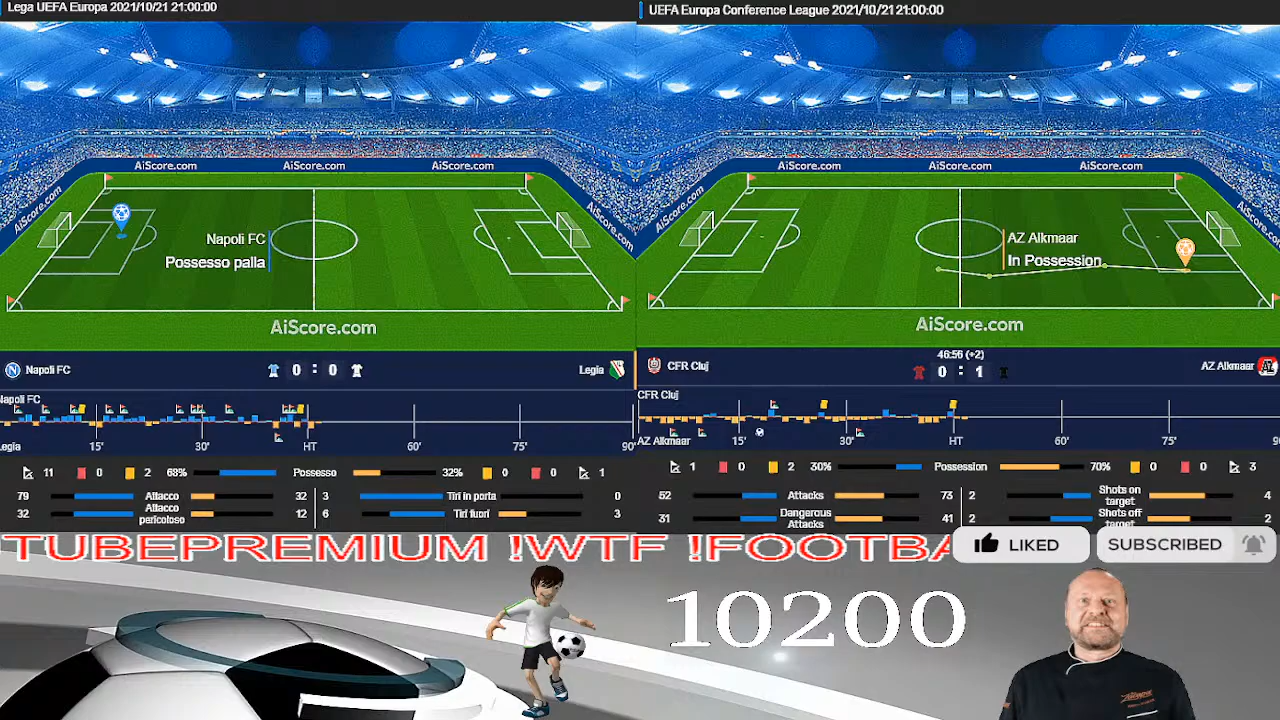 Lega UEFA Europa 2021/10/21 21:00:00
AiScore.com AiScore.com AiScore.com
AiScore.com
AiScore.com
Napoli FC
Possesso palla
AiScore.com
Napoli FC
0 : 0
Legia
Napoli FC
Legia
15' 30' HT 60' 75' 90'
11 0 2 68% Possesso 32% 0 0 1
79 Attacco 32
32 Attacco pericoloso 12
3 Tiri in porta 0
6 Tiri fuori 3
UEFA Europa Conference League 2021/10/21 21:00:00
AiScore.com AiScore.com AiScore.com
AiScore.com
AiScore.com
AZ Alkmaar
In Possession
AiScore.com
CFR Cluj
46:56 (+2)
0 : 1
AZ Alkmaar
CFR Cluj
AZ Alkmaar
15' 30' HT 60' 75' 90
1 0 2 30% Possession 70% 0 0 3
52 Attacks 73
31 Dangerous Attacks 41
2 Shots on target 4
2 Shots off target 2
TUBEPREMIUM !WTF !FOOTBA
LIKED
SUBSCRIBED
10200